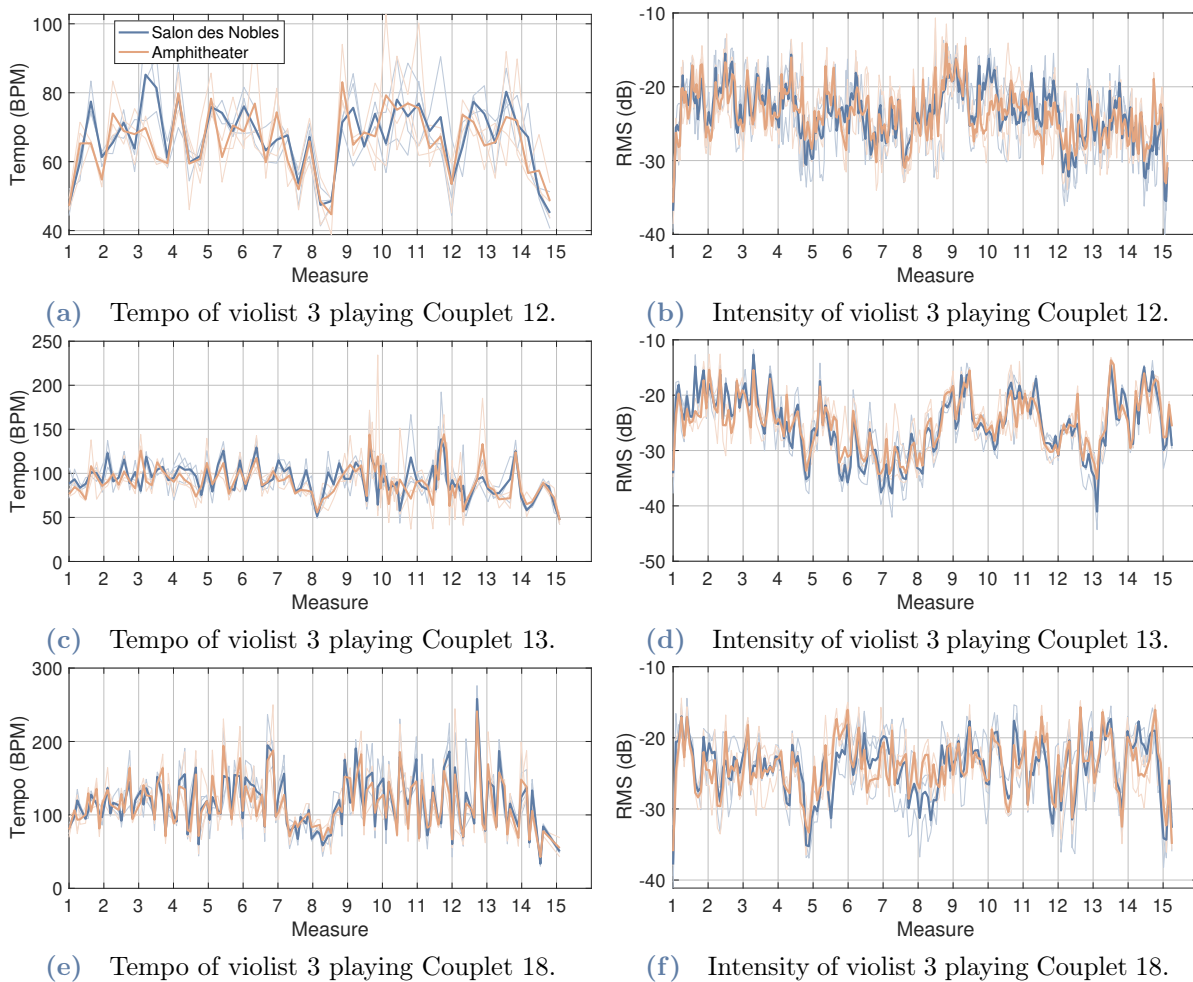 100
80
60
40
Tempo (BPM)
Salon des Nobles
Amphitheater
1 2 3 4 5 6 7 8 9 10 11 12 13 14 15
Measure
(a) Tempo of violist 3 playing Couplet 12.
-10
-20
-30
-40
RMS (dB)
1 2 3 4 5 6 7 8 9 10 11 12 13 14 15
Measure
(b) Intensity of violist 3 playing Couplet 12.
250
200
150
100
50
0
Tempo (BPM)
1 2 3 4 5 6 7 8 9 10 11 12 13 14 15
Measure
(c) Tempo of violist 3 playing Couplet 13.
-10
-20
-30
-40
-50
RMS (dB)
1 2 3 4 5 6 7 8 9 10 11 12 13 14 15
Measure
(d) Intensity of violist 3 playing Couplet 13.
300
200
100
0
Tempo (BPM)
1 2 3 4 5 6 7 8 9 10 11 12 13 14 15
Measure
(e) Tempo of violist 3 playing Couplet 18.
-10
-20
-30
-40
RMS (dB)
1 2 3 4 5 6 7 8 9 10 11 12 13 14 15
Measure
(f) Intensity of violist 3 playing Couplet 18.